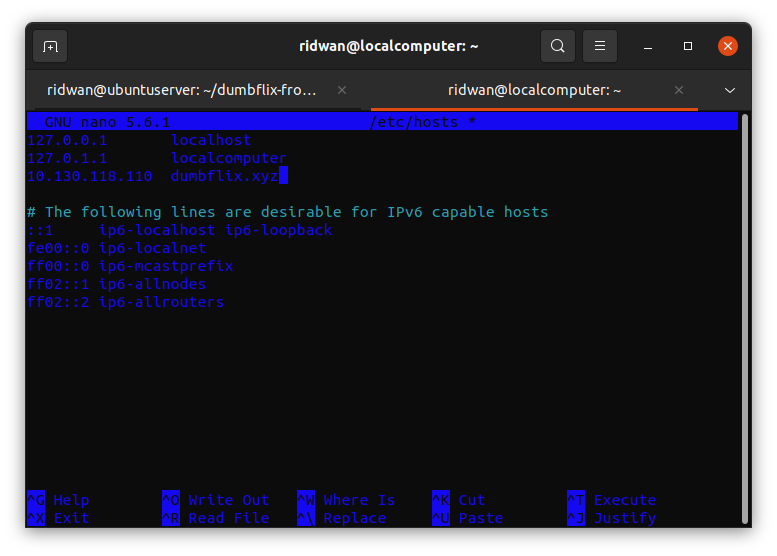 ridwan@localcomputer: ~
ridwan@ubuntuserver: ~/dumbflix-fro…
ridwan@localcomputer: ~
GNU nano 5.6.1 /etc/hosts *
127.0.0.1 localhost
127.0.1.1 localcomputer
10.130.118.110 dumbflix.xyz
# The following lines are desirable for IPv6 capable hosts
::1 ip6-localhost ip6-loopback
fe00::0 ip6-localnet
ff00::0 ip6-mcastprefix
ff02::1 ip6-allnodes
ff02::2 ip6-allrouters
^G Help ^O Write Out ^W Where Is ^K Cut ^T Execute
^X Exit ^R Read File ^\ Replace ^U Paste ^J Justify